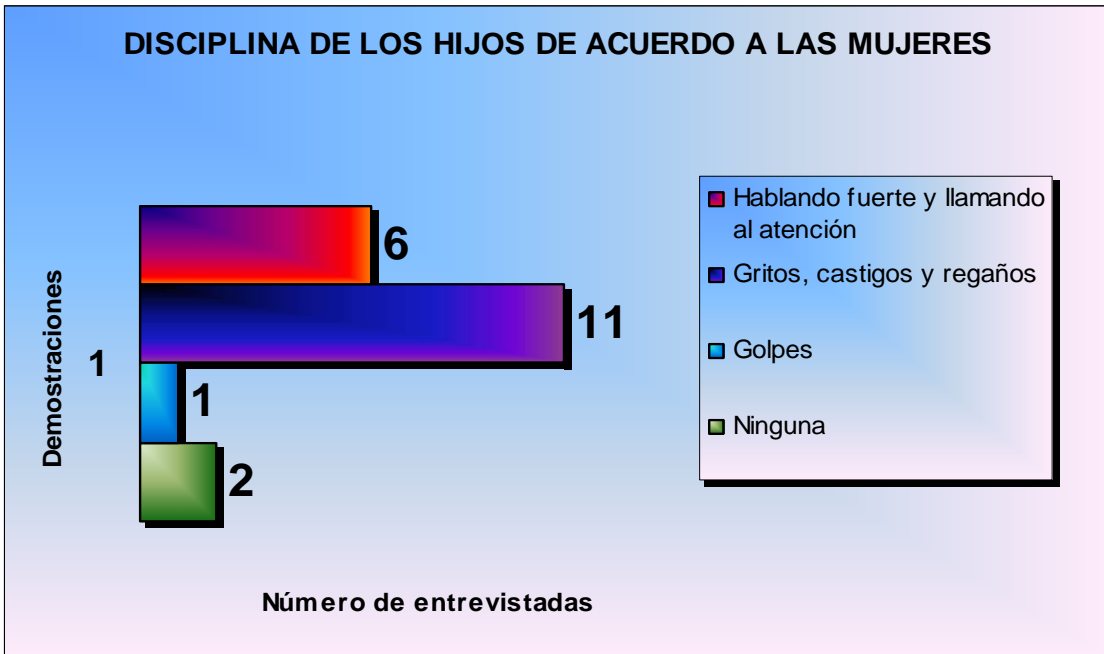 DISCIPLINA DE LOS HIJOS DE ACUERDO A LAS MUJERES
Demostraciones
1
6
11
1
2
Número de entrevistadas
Hablando fuerte y llamando
al atención
Gritos, castigos y regaños
Golpes
Ninguna